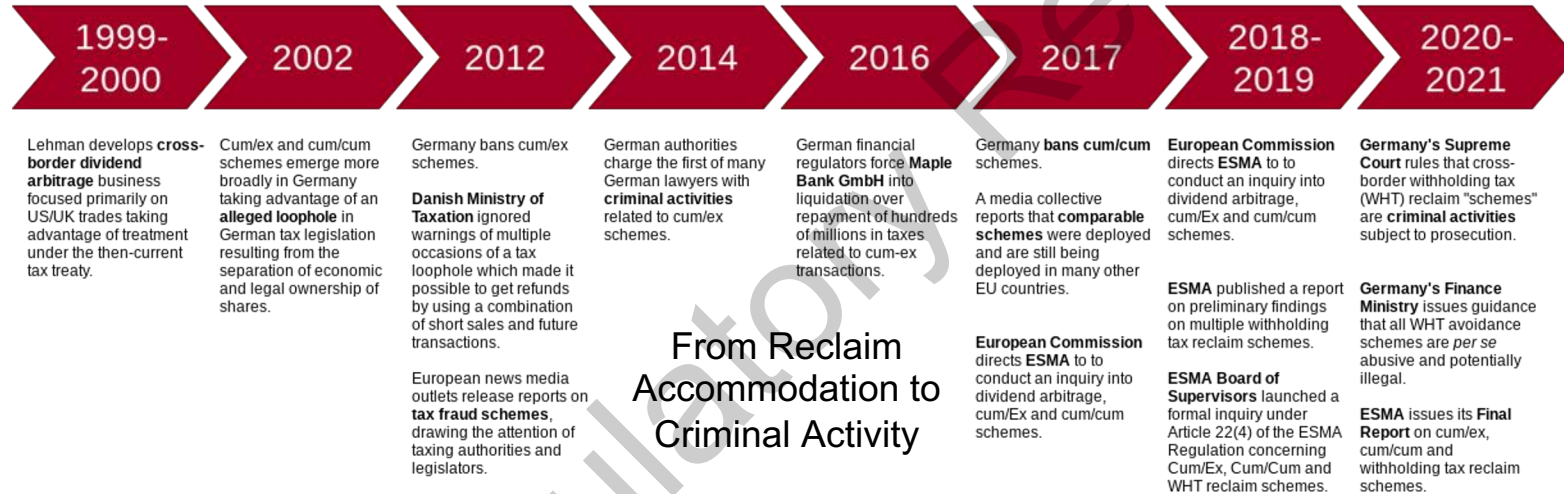 1999-
2000
2002
2012
2014
2016
2017
2018-
2019
2020-
2021
Lehman develops cross-
border dividend
arbitrage business
focused primarily on
US/UK trades taking
advantage of treatment
under the then-current
tax treaty.
Cum/ex and cum/cum
schemes emerge more
broadly in Germany
taking advantage of an
alleged loophole in
German tax legislation
resulting from the
separation of economic
and legal ownership of
shares.
Germany bans cum/ex
schemes.
Danish Ministry of
Taxation ignored
warnings of multiple
occasions of a tax
loophole which made it
possible to get refunds
by using a combination
of short sales and future
transactions.
European news media
outlets release reports on
tax fraud schemes,
drawing the attention of
taxing authorities and
legislators.
German authorities
charge the first of many
German lawyers with
criminal activities
related to cum/ex
schemes.
German financial
regulators force Maple
Bank GmbH into
liquidation over
repayment of hundreds
of millions in taxes
related to cum-ex
transactions.
From Reclaim
Accommodation to
Criminal Activity
Germany bans cum/cum
schemes.
A media collective
reports that comparable
schemes were deployed
and are still being
deployed in many other
EU countries.
European Commission
directs ESMA to to
conduct an inquiry into
dividend arbitrage,
cum/Ex and cum/cum
schemes.
European Commission
directs ESMA to to
conduct an inquiry into
dividend arbitrage,
cum/Ex and cum/cum
schemes.
ESMA published a report
on preliminary findings
on multiple withholding
tax reclaim schemes.
ESMA Board of
Supervisors launched a
formal inquiry under
Article 22(4) of the ESMA
Regulation concerning
Cum/Ex, Cum/Cum and
WHT reclaim schemes.
Germany's Supreme
Court rules that cross-
border withholding tax
(WHT) reclaim "schemes"
are criminal activities
subject to prosecution.
Germany's Finance
Ministry issues guidance
that all WHT avoidance
schemes are per se
abusive and potentially
illegal.
ESMA issues its Final
Report on cum/ex,
cum/cum and
withholding tax reclaim
schemes.